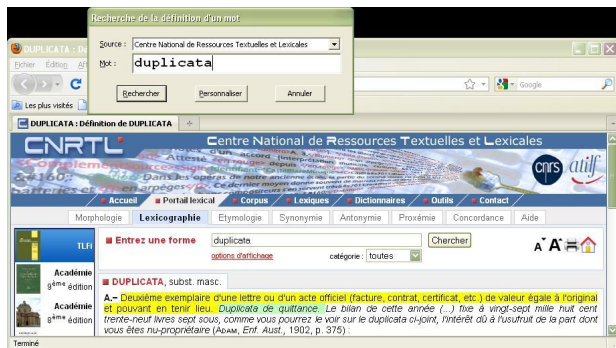 Recherche de la définition d'un mot
Source : Centre National de Ressources Textuelles et Lexicales
Mot : duplicata
Rechercher Personnaliser Annuler
DUPLICATA : Dé
Fichier Édition Aff
Google
Les plus visités
DUPLICATA : Définition de DUPLICATA
CNRTL Centre National de Ressources Textuelles et Lexicales
cnrs atilf
Accueil Portail lexical Corpus Lexiques Dictionnaires Outils Contact
Morphologie Lexicographie Etymologie Synonymie Antonymie Proxémie Concordance Aide
TLFi
Entrez une forme duplicata Chercher
options d'affichage catégorie : toutes
A A
Académie
9ème édition
Académie
8ème édition
DUPLICATA, subst. masc.
A.− Deuxième exemplaire d'une lettre ou d'un acte officiel (facture, contrat, certificat, etc.) de valeur égale à l'original
et pouvant en tenir lieu. Duplicata de quittance. Le bilan de cette année (...) fixe à vingt-sept mille huit cent
trente-neuf livres sept sous, comme vous pourrez le voir sur le duplicata ci-joint, l'intérêt dû à l'usufruit de la part dont
vous êtes nu-propriétaire (ADAM, Enf. Aust., 1902, p. 375) :
Terminé